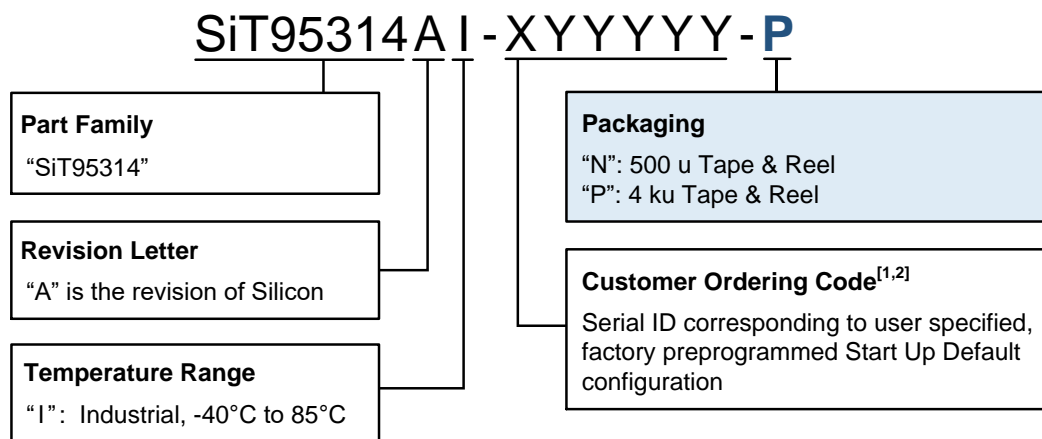 SiT95314AI-XYYYYY-P
Part Family
“SiT95314”
Revision Letter
“A” is the revision of Silicon
Temperature Range
“I”: Industrial, -40°C to 85°C
Packaging
“N”: 500 u Tape & Reel
“P”: 4 ku Tape & Reel
Customer Ordering Code[1,2]
Serial ID corresponding to user specified,
factory preprogrammed Start Up Default
configuration